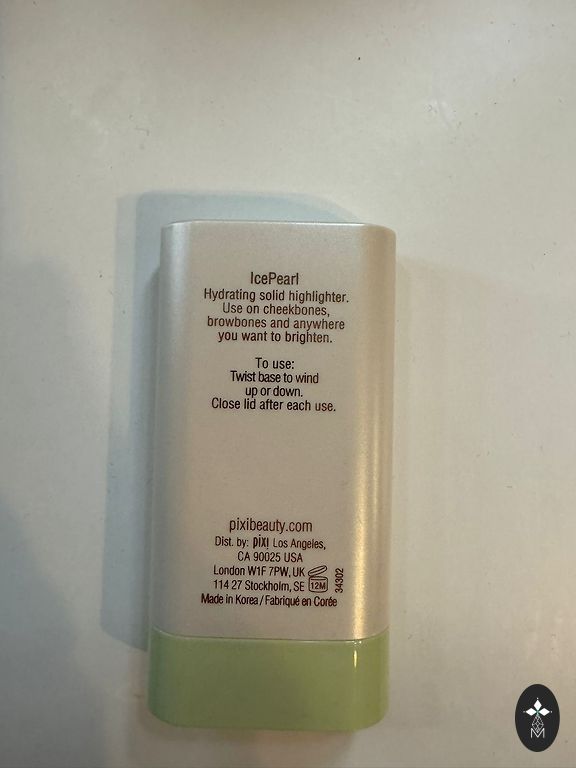 IcePearl
Hydrating solid highlighter.
Use on cheekbones,
browbones and anywhere
you want to brighten.
To use:
Twist base to wind
up or down.
Close lid after each use.
pixibeauty.com
Dist. by: pixi Los Angeles,
CA 90025 USA
London W1F 7PW, UK
114 27 Stockholm, SE
12M
34302
Made in Korea / Fabriqué en Corée
M